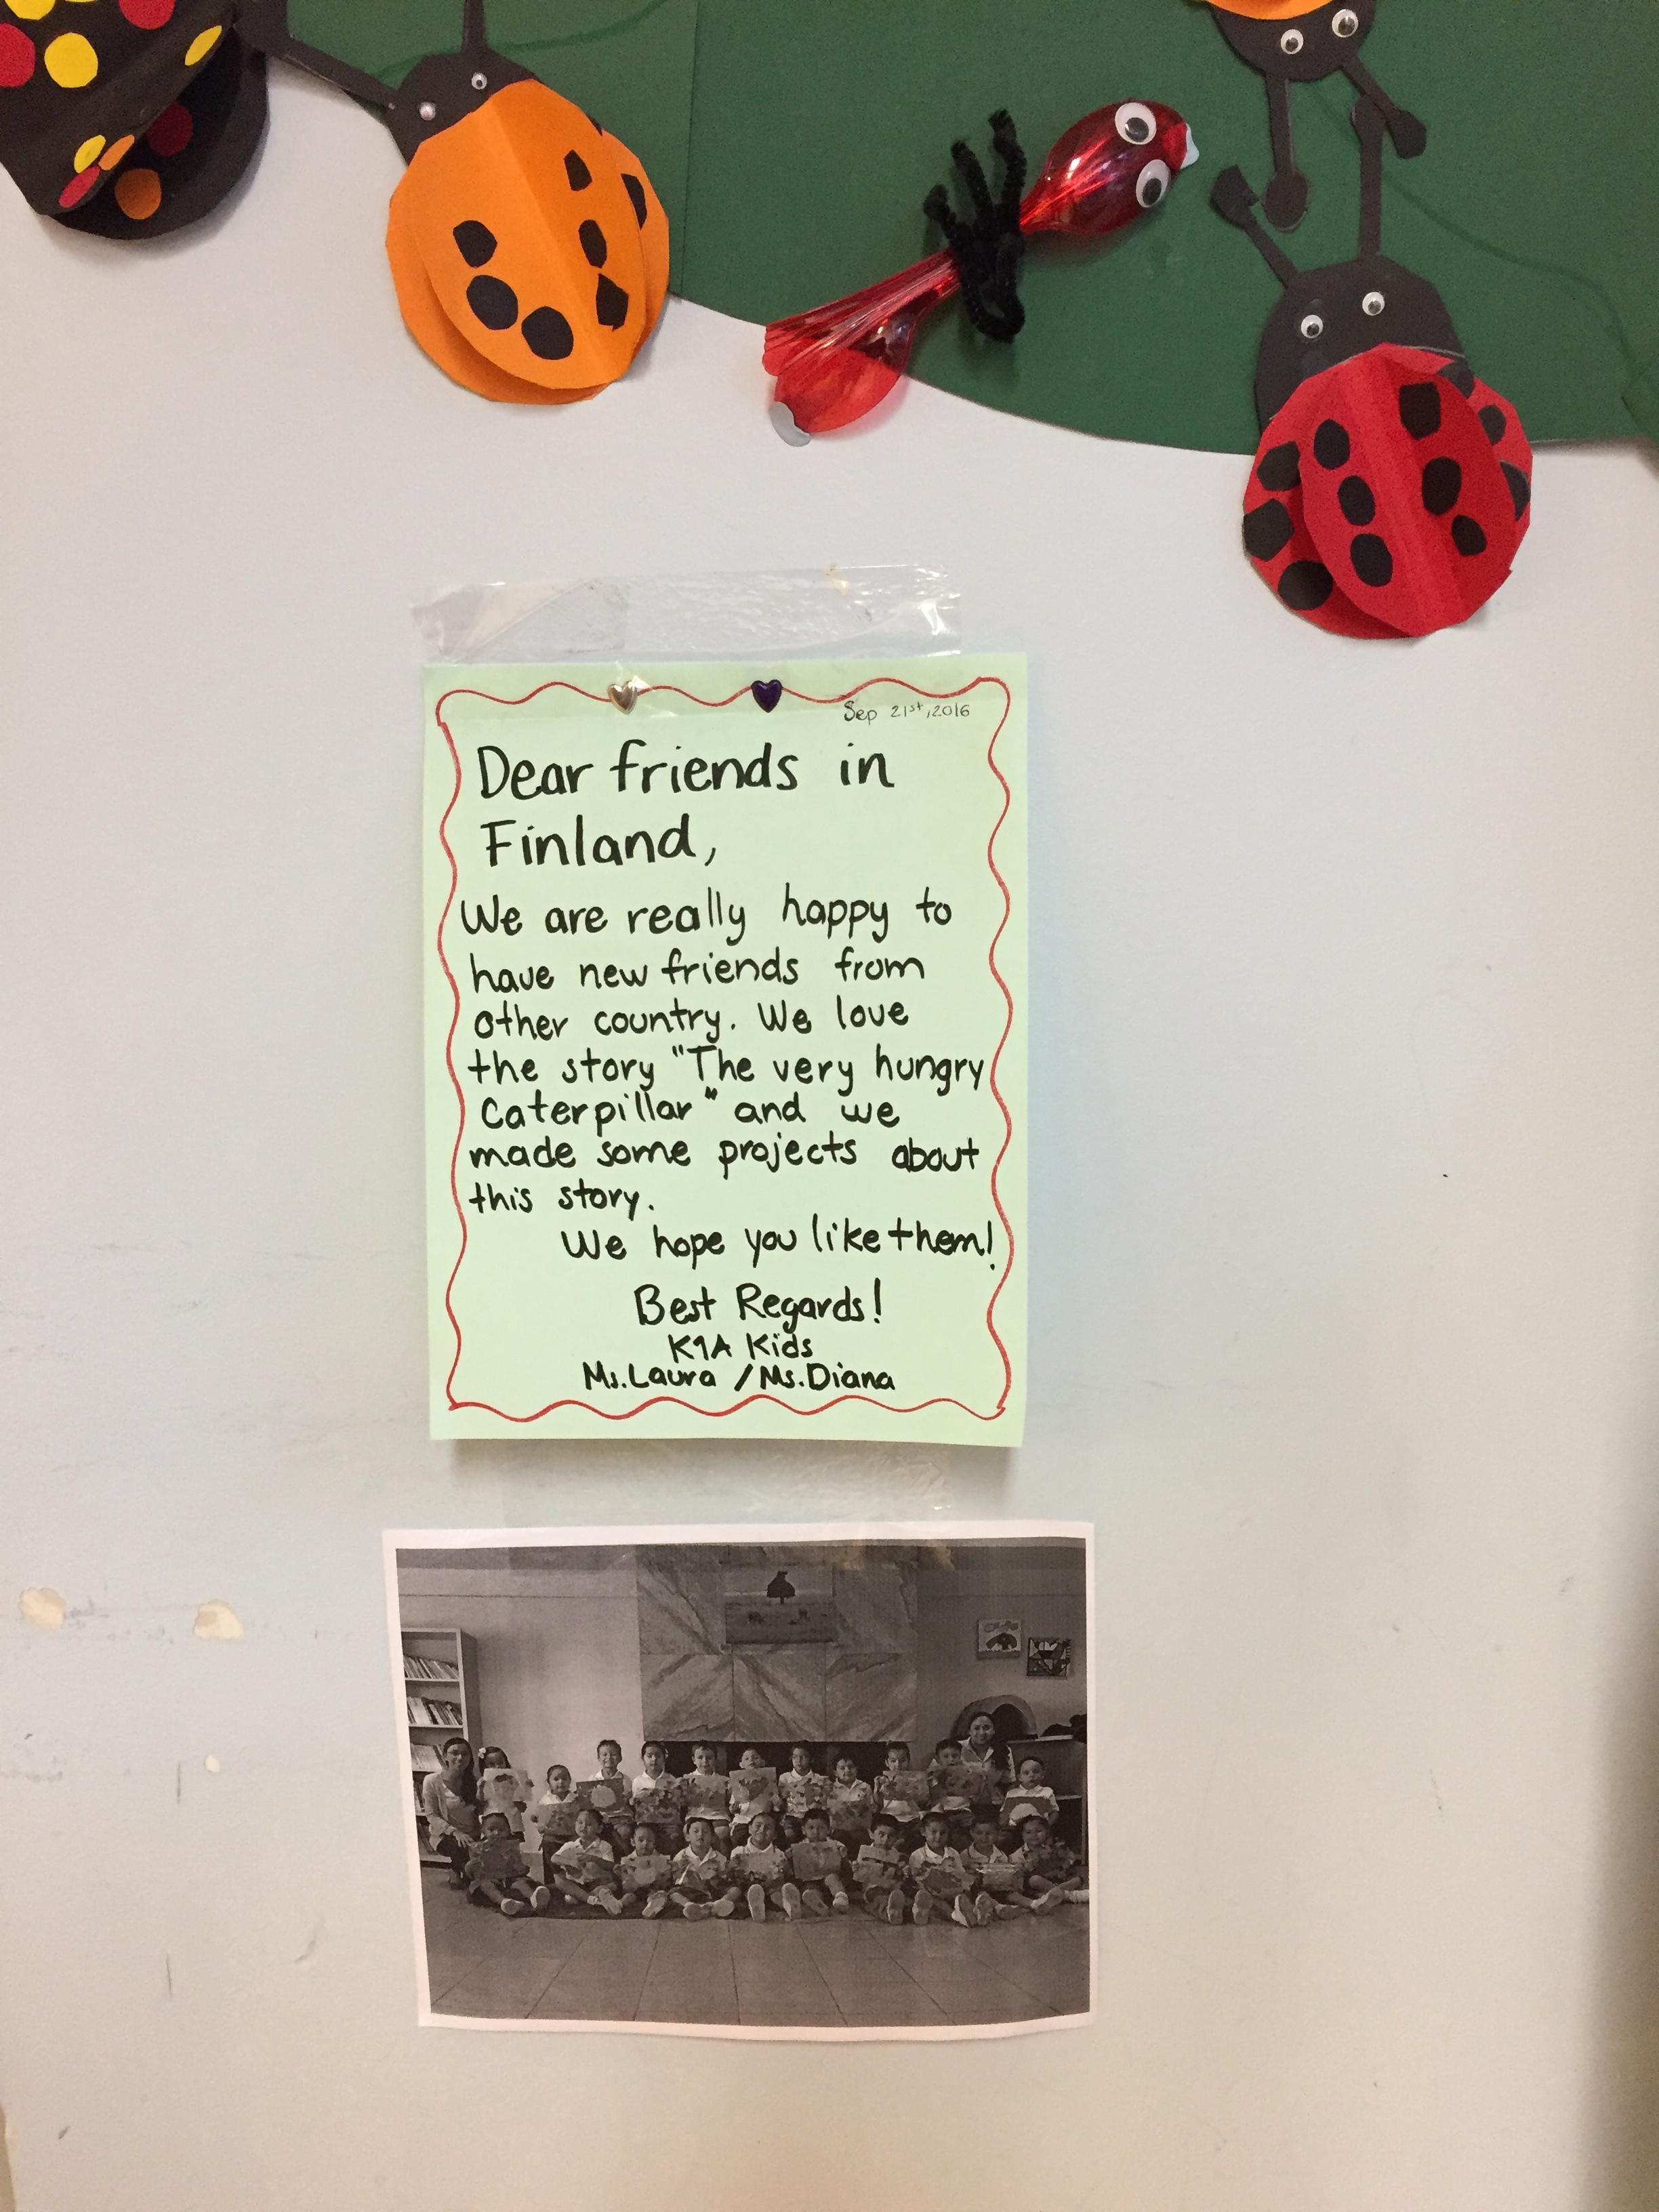 Sep 21st, 2016
Dear friends in
Finland,
We are really happy to
have new friends from
other country. We love
the story "The very hungry
Caterpillar" and we
made some projects about
this story.
We hope you like them!
Best Regards!
K1A Kids
Ms. Laura / Ms. Diana